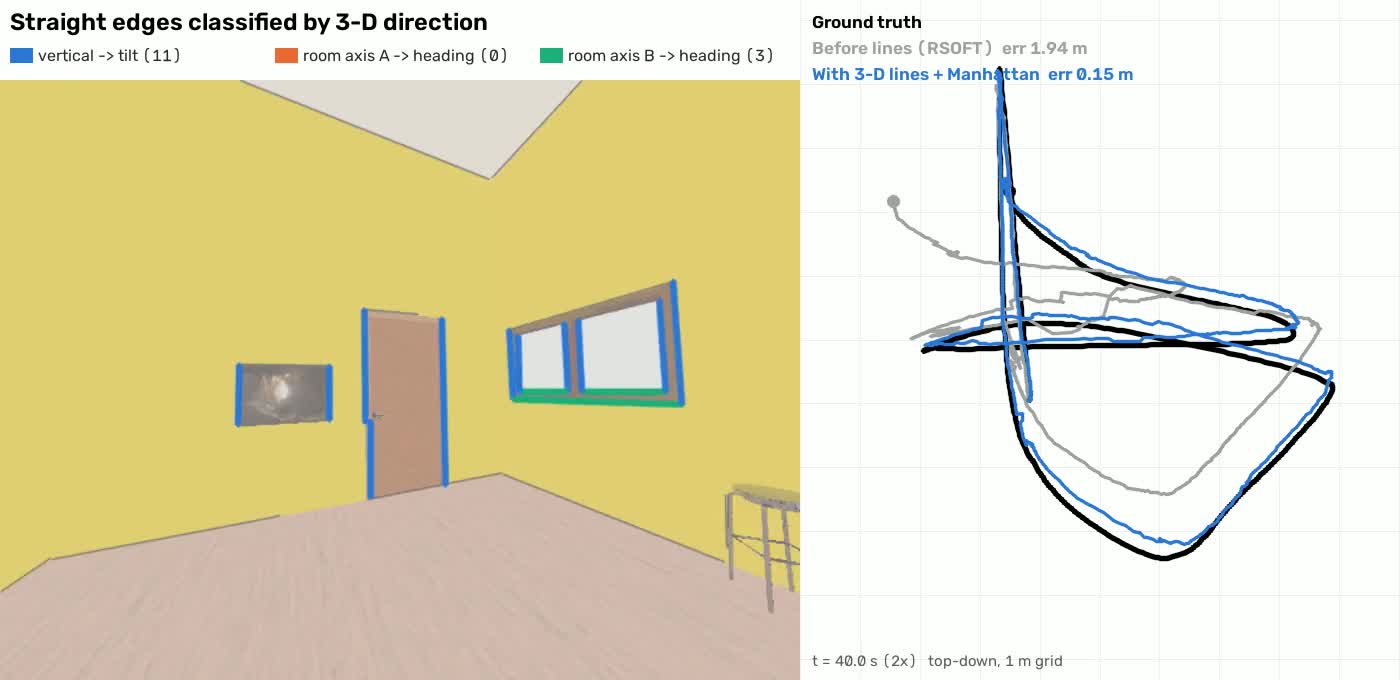 Straight edges classified by 3-D direction
vertical -> tilt (11)
room axis A -> heading (0)
room axis B -> heading (3)
Ground truth
Before lines (RSOFT) err 1.94 m
With 3-D lines + Manhattan err 0.15 m
t = 40.0 s (2x) top-down, 1 m grid